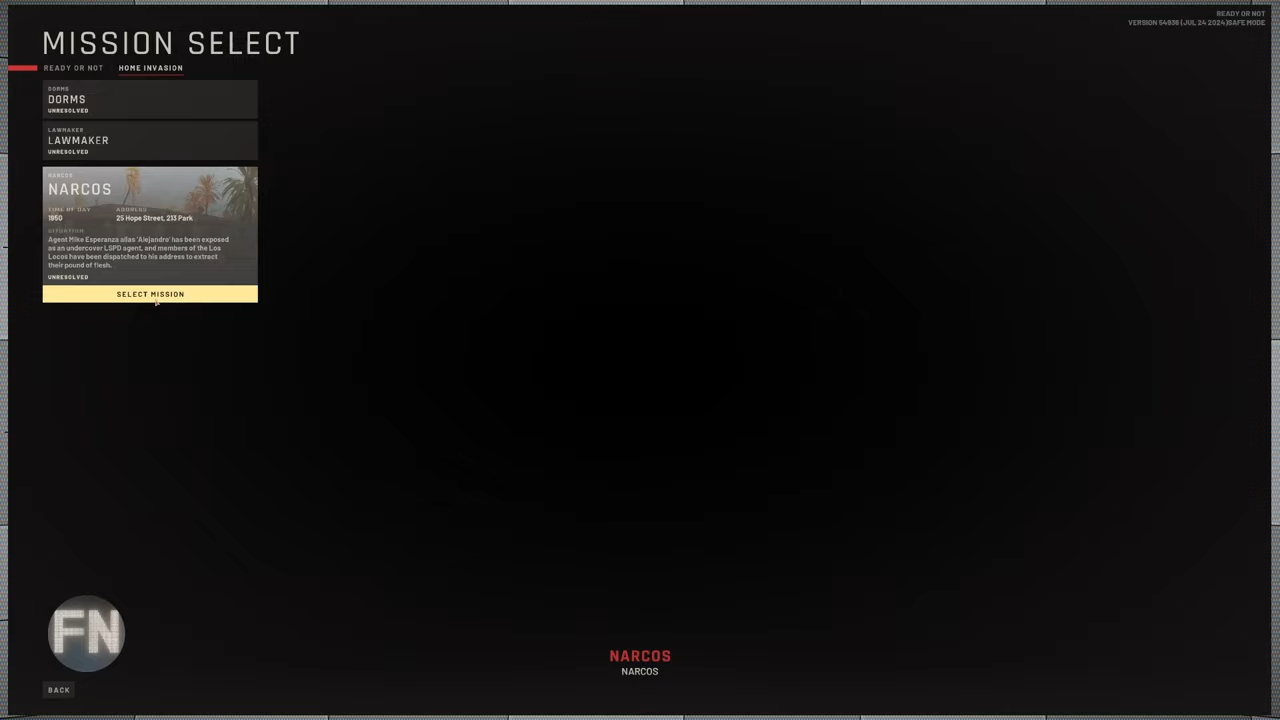 READY OR NOT
VERSION 54936 (JUL 24 2024)SAFE MODE
MISSION SELECT
READY OR NOT
HOME INVASION
DORMS
DORMS
UNRESOLVED
LAWMAKER
LAWMAKER
UNRESOLVED
NARCOS
NARCOS
TIME OF DAY ADDRESS
1950 25 Hope Street, 213 Park
SITUATION
Agent Mike Esperanza alias 'Alejandro' has been exposed
as an undercover LSPD agent, and members of the Los
Locos have been dispatched to his address to extract
their pound of flesh.
UNRESOLVED
SELECT MISSION
FN
NARCOS
NARCOS
BACK